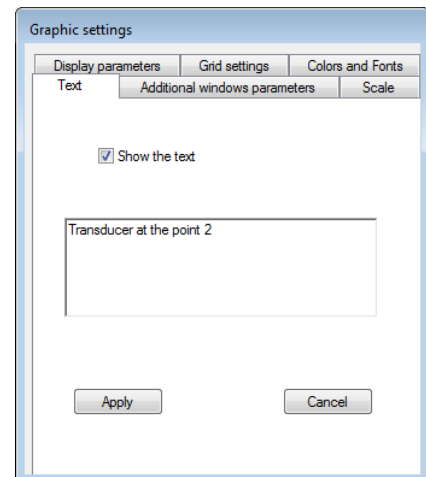 Graphic settings
Display parameters Grid settings Colors and Fonts
Text Additional windows parameters Scale
Show the text
Transducer at the point 2
Apply Cancel